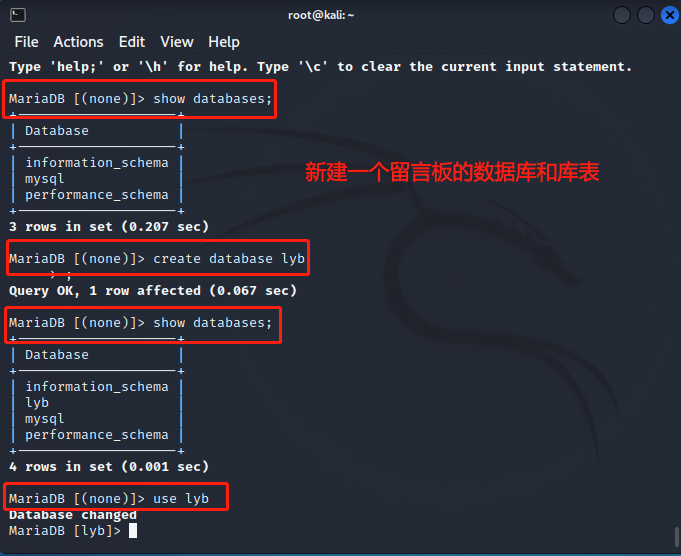 root@kali: ~
File Actions Edit View Help
Type 'help;' or '\h' for help. Type '\c' to clear the current input statement.
MariaDB [(none)]> show databases;
+--------------------+
| Database           |
+--------------------+
| information_schema |
| mysql              |
| performance_schema |
+--------------------+
3 rows in set (0.207 sec)
新建一个留言板的数据库和库表
MariaDB [(none)]> create database lyb
    -> ;
Query OK, 1 row affected (0.067 sec)
MariaDB [(none)]> show databases;
+--------------------+
| Database           |
+--------------------+
| information_schema |
| lyb                |
| mysql              |
| performance_schema |
+--------------------+
4 rows in set (0.001 sec)
MariaDB [(none)]> use lyb
Database changed
MariaDB [lyb]>